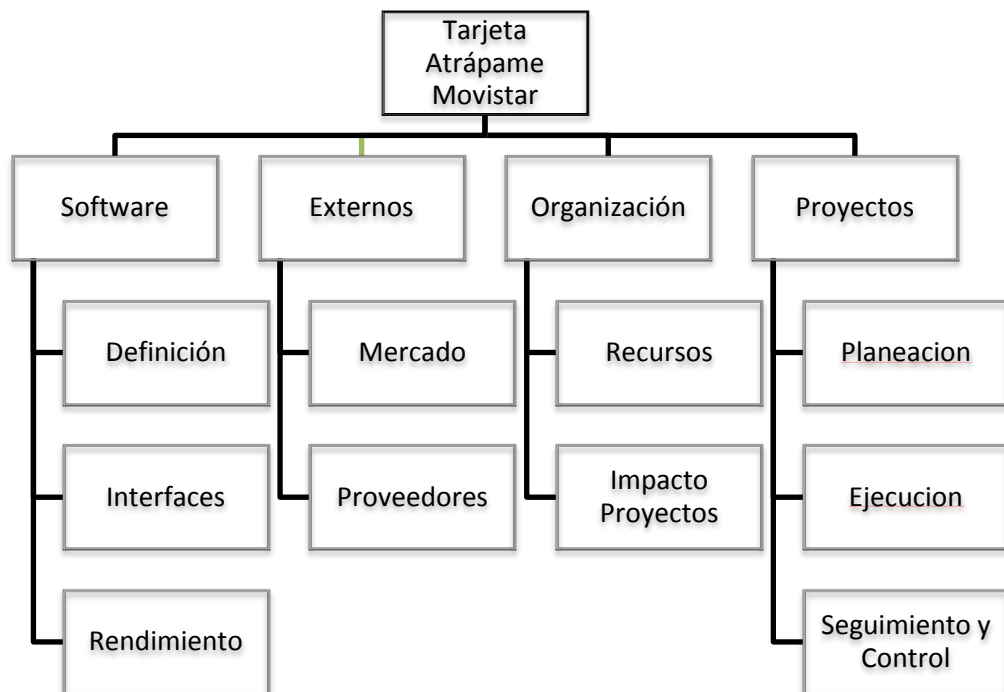 Tarjeta
Atrápame
Movistar
Software
Externos
Organización
Proyectos
Definición
Mercado
Recursos
Planeacion
Interfaces
Proveedores
Impacto
Proyectos
Ejecucion
Rendimiento
Seguimiento y
Control